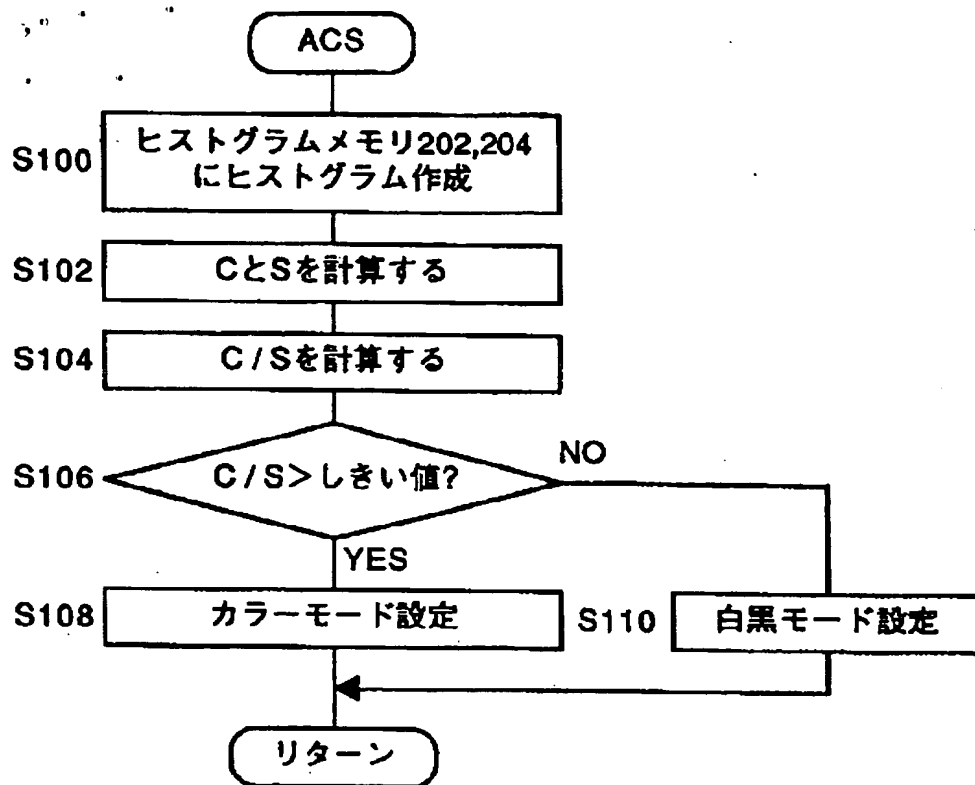 ACS
S100
ヒストグラムメモリ202,204
にヒストグラム作成
S102
CとSを計算する
S104
C/Sを計算する
S106
C/S>しきい値?
NO
YES
S108
カラーモード設定
S110
白黒モード設定
リターン